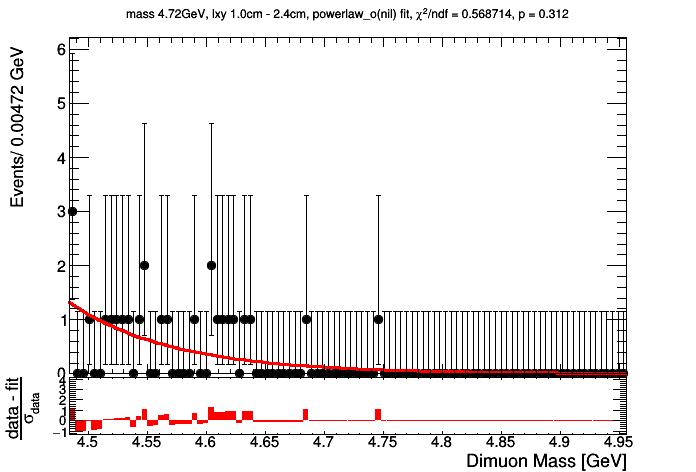 mass 4.72GeV, lxy 1.0cm - 2.4cm, powerlaw_o(nil) fit, χ²/ndf = 0.568714, p = 0.312
Events/ 0.00472 GeV
6
5
4
3
2
1
0
data - fit
σdata
4
3
2
1
0
−1
4.5 4.55 4.6 4.65 4.7 4.75 4.8 4.85 4.9 4.95
Dimuon Mass [GeV]